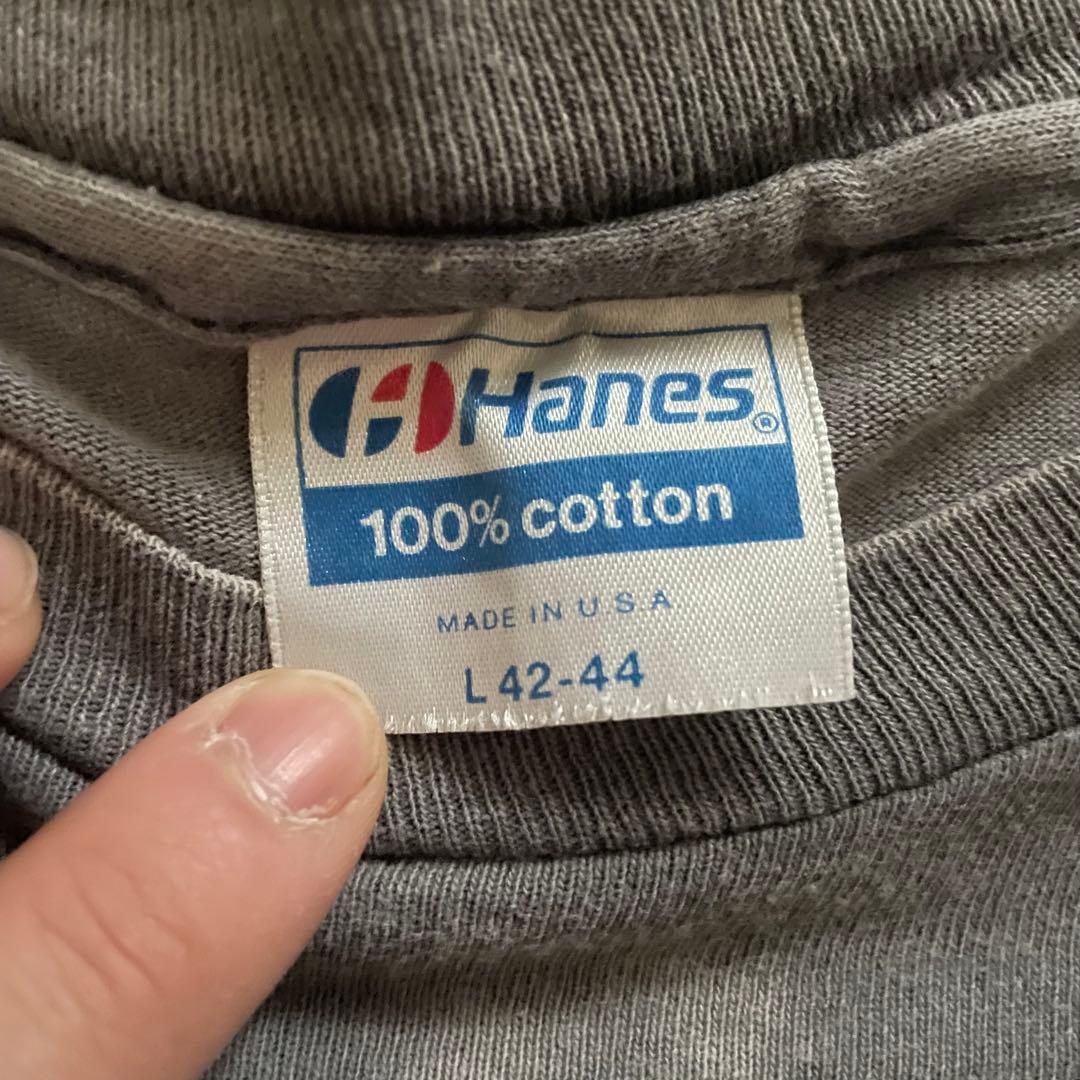 Hanes®
100% cotton
MADE IN U S A
L 42-44